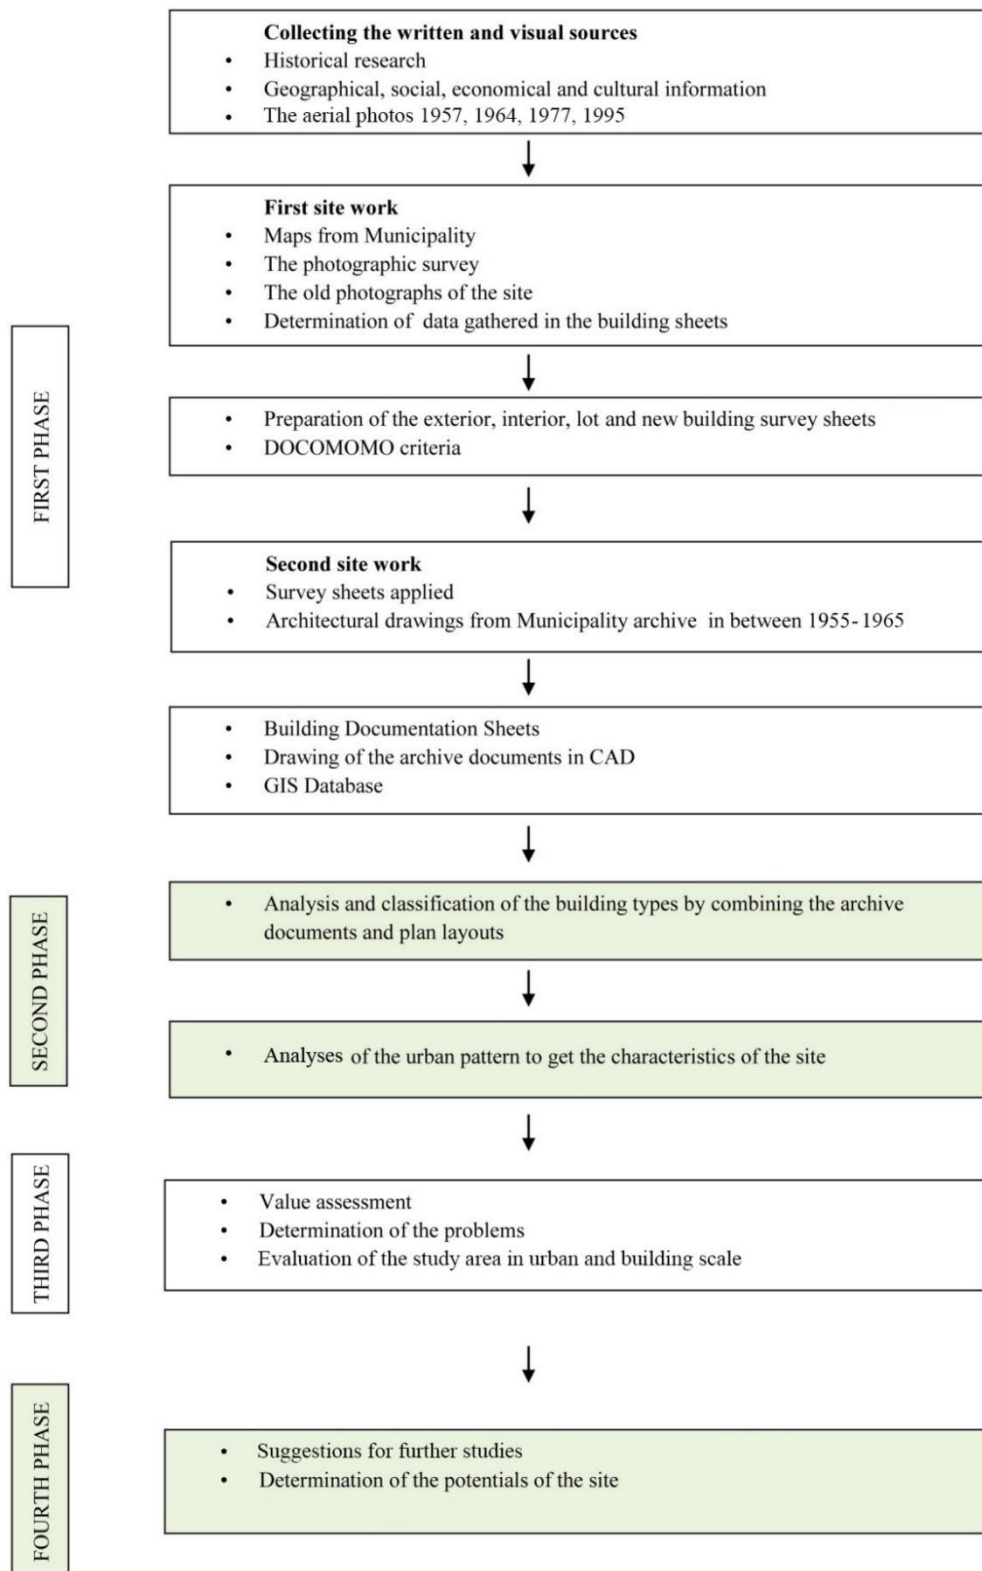 Collecting the written and visual sources
• Historical research
• Geographical, social, economical and cultural information
• The aerial photos 1957, 1964, 1977, 1995
First site work
• Maps from Municipality
• The photographic survey
• The old photographs of the site
• Determination of data gathered in the building sheets
FIRST PHASE
• Preparation of the exterior, interior, lot and new building survey sheets
• DOCOMOMO criteria
Second site work
• Survey sheets applied
• Architectural drawings from Municipality archive in between 1955-1965
• Building Documentation Sheets
• Drawing of the archive documents in CAD
• GIS Database
SECOND PHASE
• Analysis and classification of the building types by combining the archive
documents and plan layouts
• Analyses of the urban pattern to get the characteristics of the site
THIRD PHASE
• Value assessment
• Determination of the problems
• Evaluation of the study area in urban and building scale
FOURTH PHASE
• Suggestions for further studies
• Determination of the potentials of the site